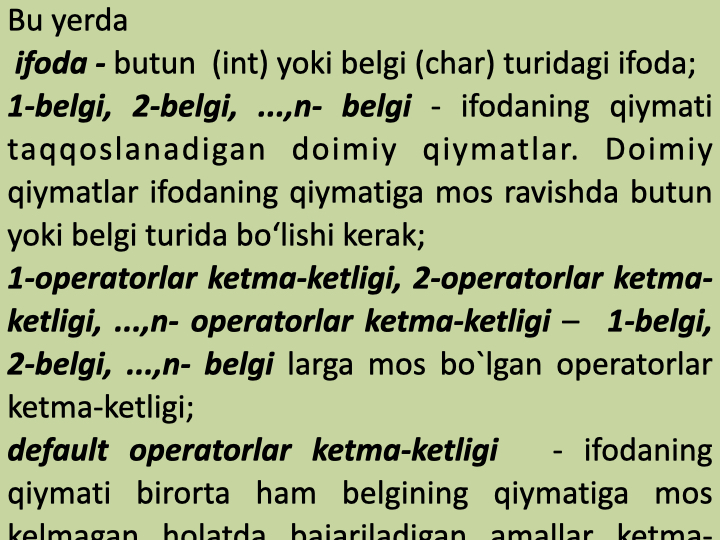 Bu yerda
ifoda - butun (int) yoki belgi (char) turidagi ifoda;
1-belgi, 2-belgi, ...,n- belgi - ifodaning qiymati
taqqoslanadigan doimiy qiymatlar. Doimiy
qiymatlar ifodaning qiymatiga mos ravishda butun
yoki belgi turida bo‘lishi kerak;
1-operatorlar ketma-ketligi, 2-operatorlar ketma-
ketligi, ...,n- operatorlar ketma-ketligi – 1-belgi,
2-belgi, ...,n- belgi larga mos bo`lgan operatorlar
ketma-ketligi;
default operatorlar ketma-ketligi - ifodaning
qiymati birorta ham belgining qiymatiga mos
kelmagan holatda bajariladigan amallar ketma-